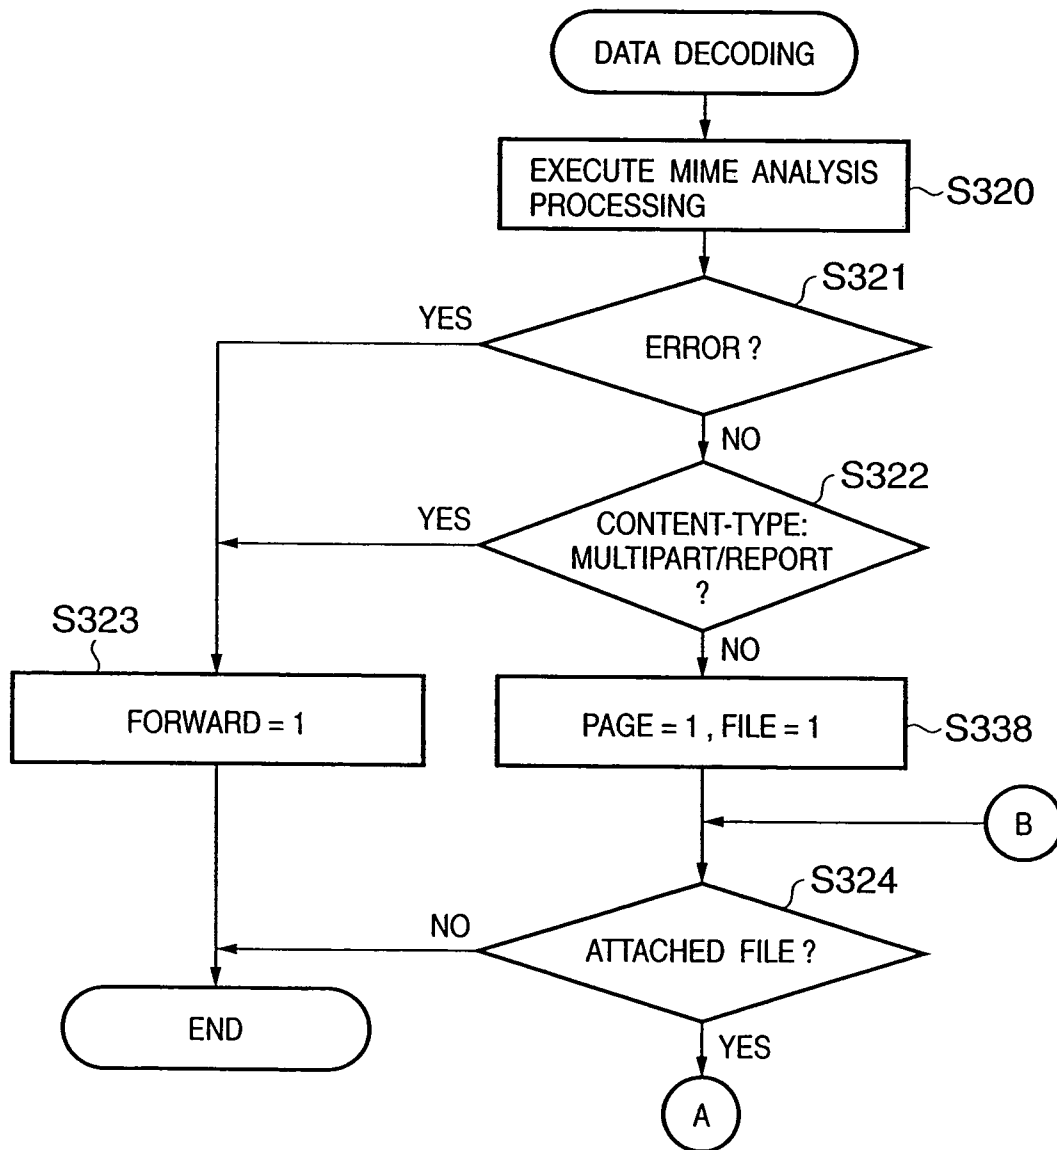 DATA DECODING
EXECUTE MIME ANALYSIS
PROCESSING
S320
S321
YES
ERROR ?
NO
S322
YES
CONTENT-TYPE:
MULTIPART/REPORT
?
S323
NO
FORWARD = 1
PAGE = 1 , FILE = 1
S338
B
S324
NO
ATTACHED FILE ?
END
YES
A